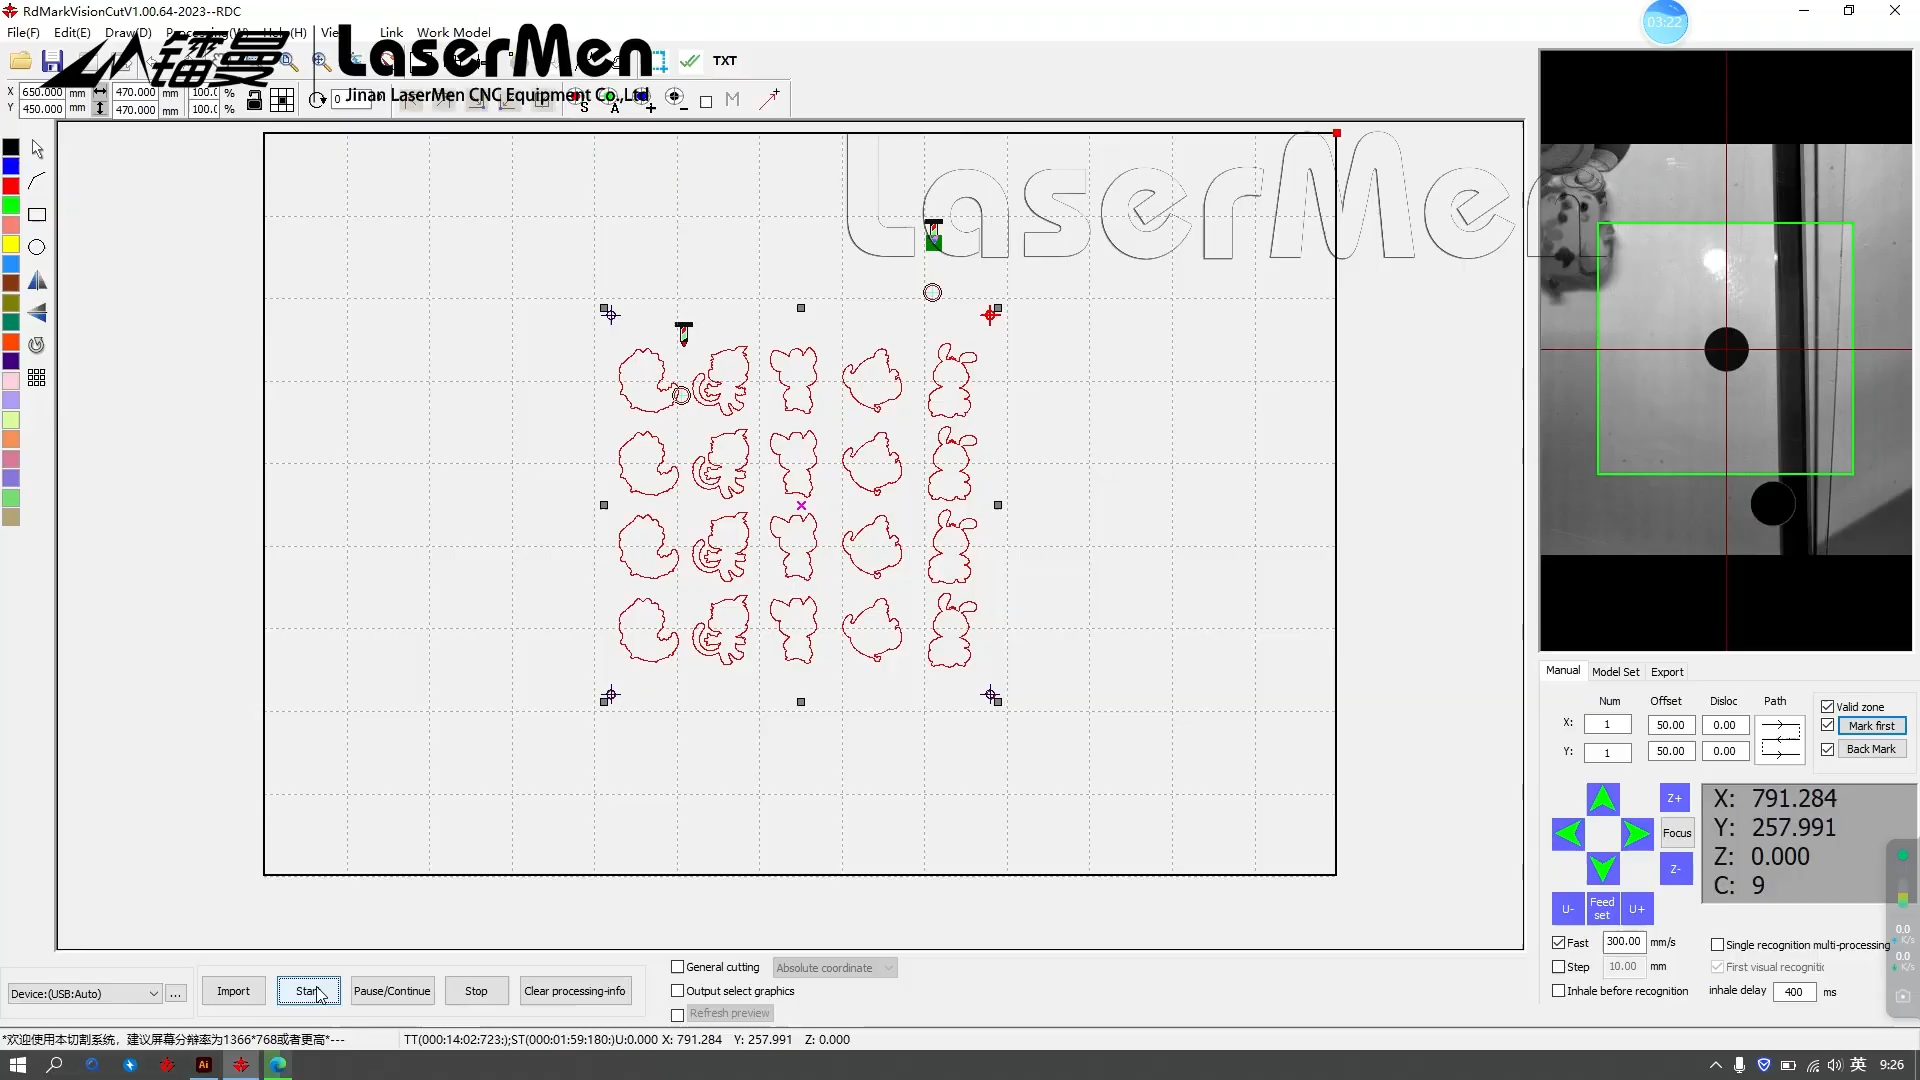 RdMarkVisionCutV1.00.64-2023--RDC
03:22
File(F) Edit(E) Draw(D) Help(H) Link Work Model
镭曼 LaserMen
TXT
Jinan LaserMen CNC Equipment Co.,Ltd
X 650.000 mm 470.000 mm 100.( % 0
Y 450.000 mm 470.000 mm 100.( %
S A M
LaserMen
Manual Model Set Export
Num Offset Disloc Path
Valid zone
X: 1 50.00 0.00
Mark first
Y: 1 50.00 0.00
Back Mark
Z+
Focus
Z-
U- Feed set U+
X: 791.284
Y: 257.991
Z: 0.000
C: 9
Fast 300.00 mm/s
Single recognition multi-processing
Step 10.00 mm
First visual recognitic
Inhale before recognition
inhale delay 400 ms
0.0 K/s
0.0 K/s
Device:(USB:Auto) ...
Import Start Pause/Continue Stop Clear processing-info
General cutting Absolute coordinate
Output select graphics
Refresh preview
*欢迎使用本切割系统，建议屏幕分辩率为1366*768或者更高*---
TT(000:14:02:723:);ST(000:01:59:180:)U:0.000 X: 791.284 Y: 257.991 Z: 0.000
Ai
英 9:26